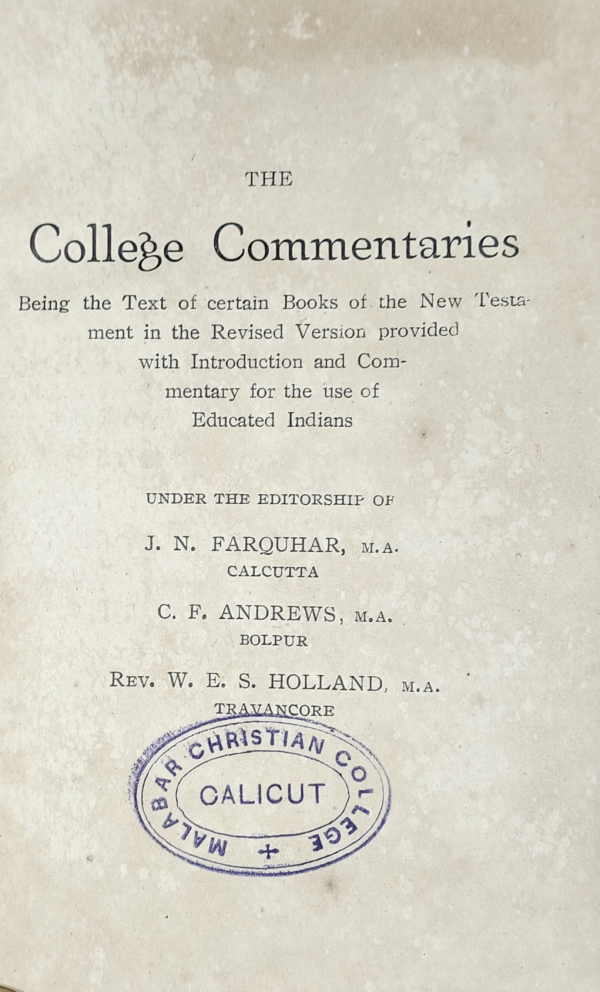 THE
College Commentaries
Being the Text of certain Books of the New Testa-
ment in the Revised Version provided
with Introduction and Com-
mentary for the use of
Educated Indians
UNDER THE EDITORSHIP OF
J. N. FARQUHAR, M.A.
CALCUTTA
C. F. ANDREWS, M.A.
BOLPUR
REV. W. E. S. HOLLAND, M.A.
TRAVANCORE
MALABAR CHRISTIAN COLLEGE
CALICUT